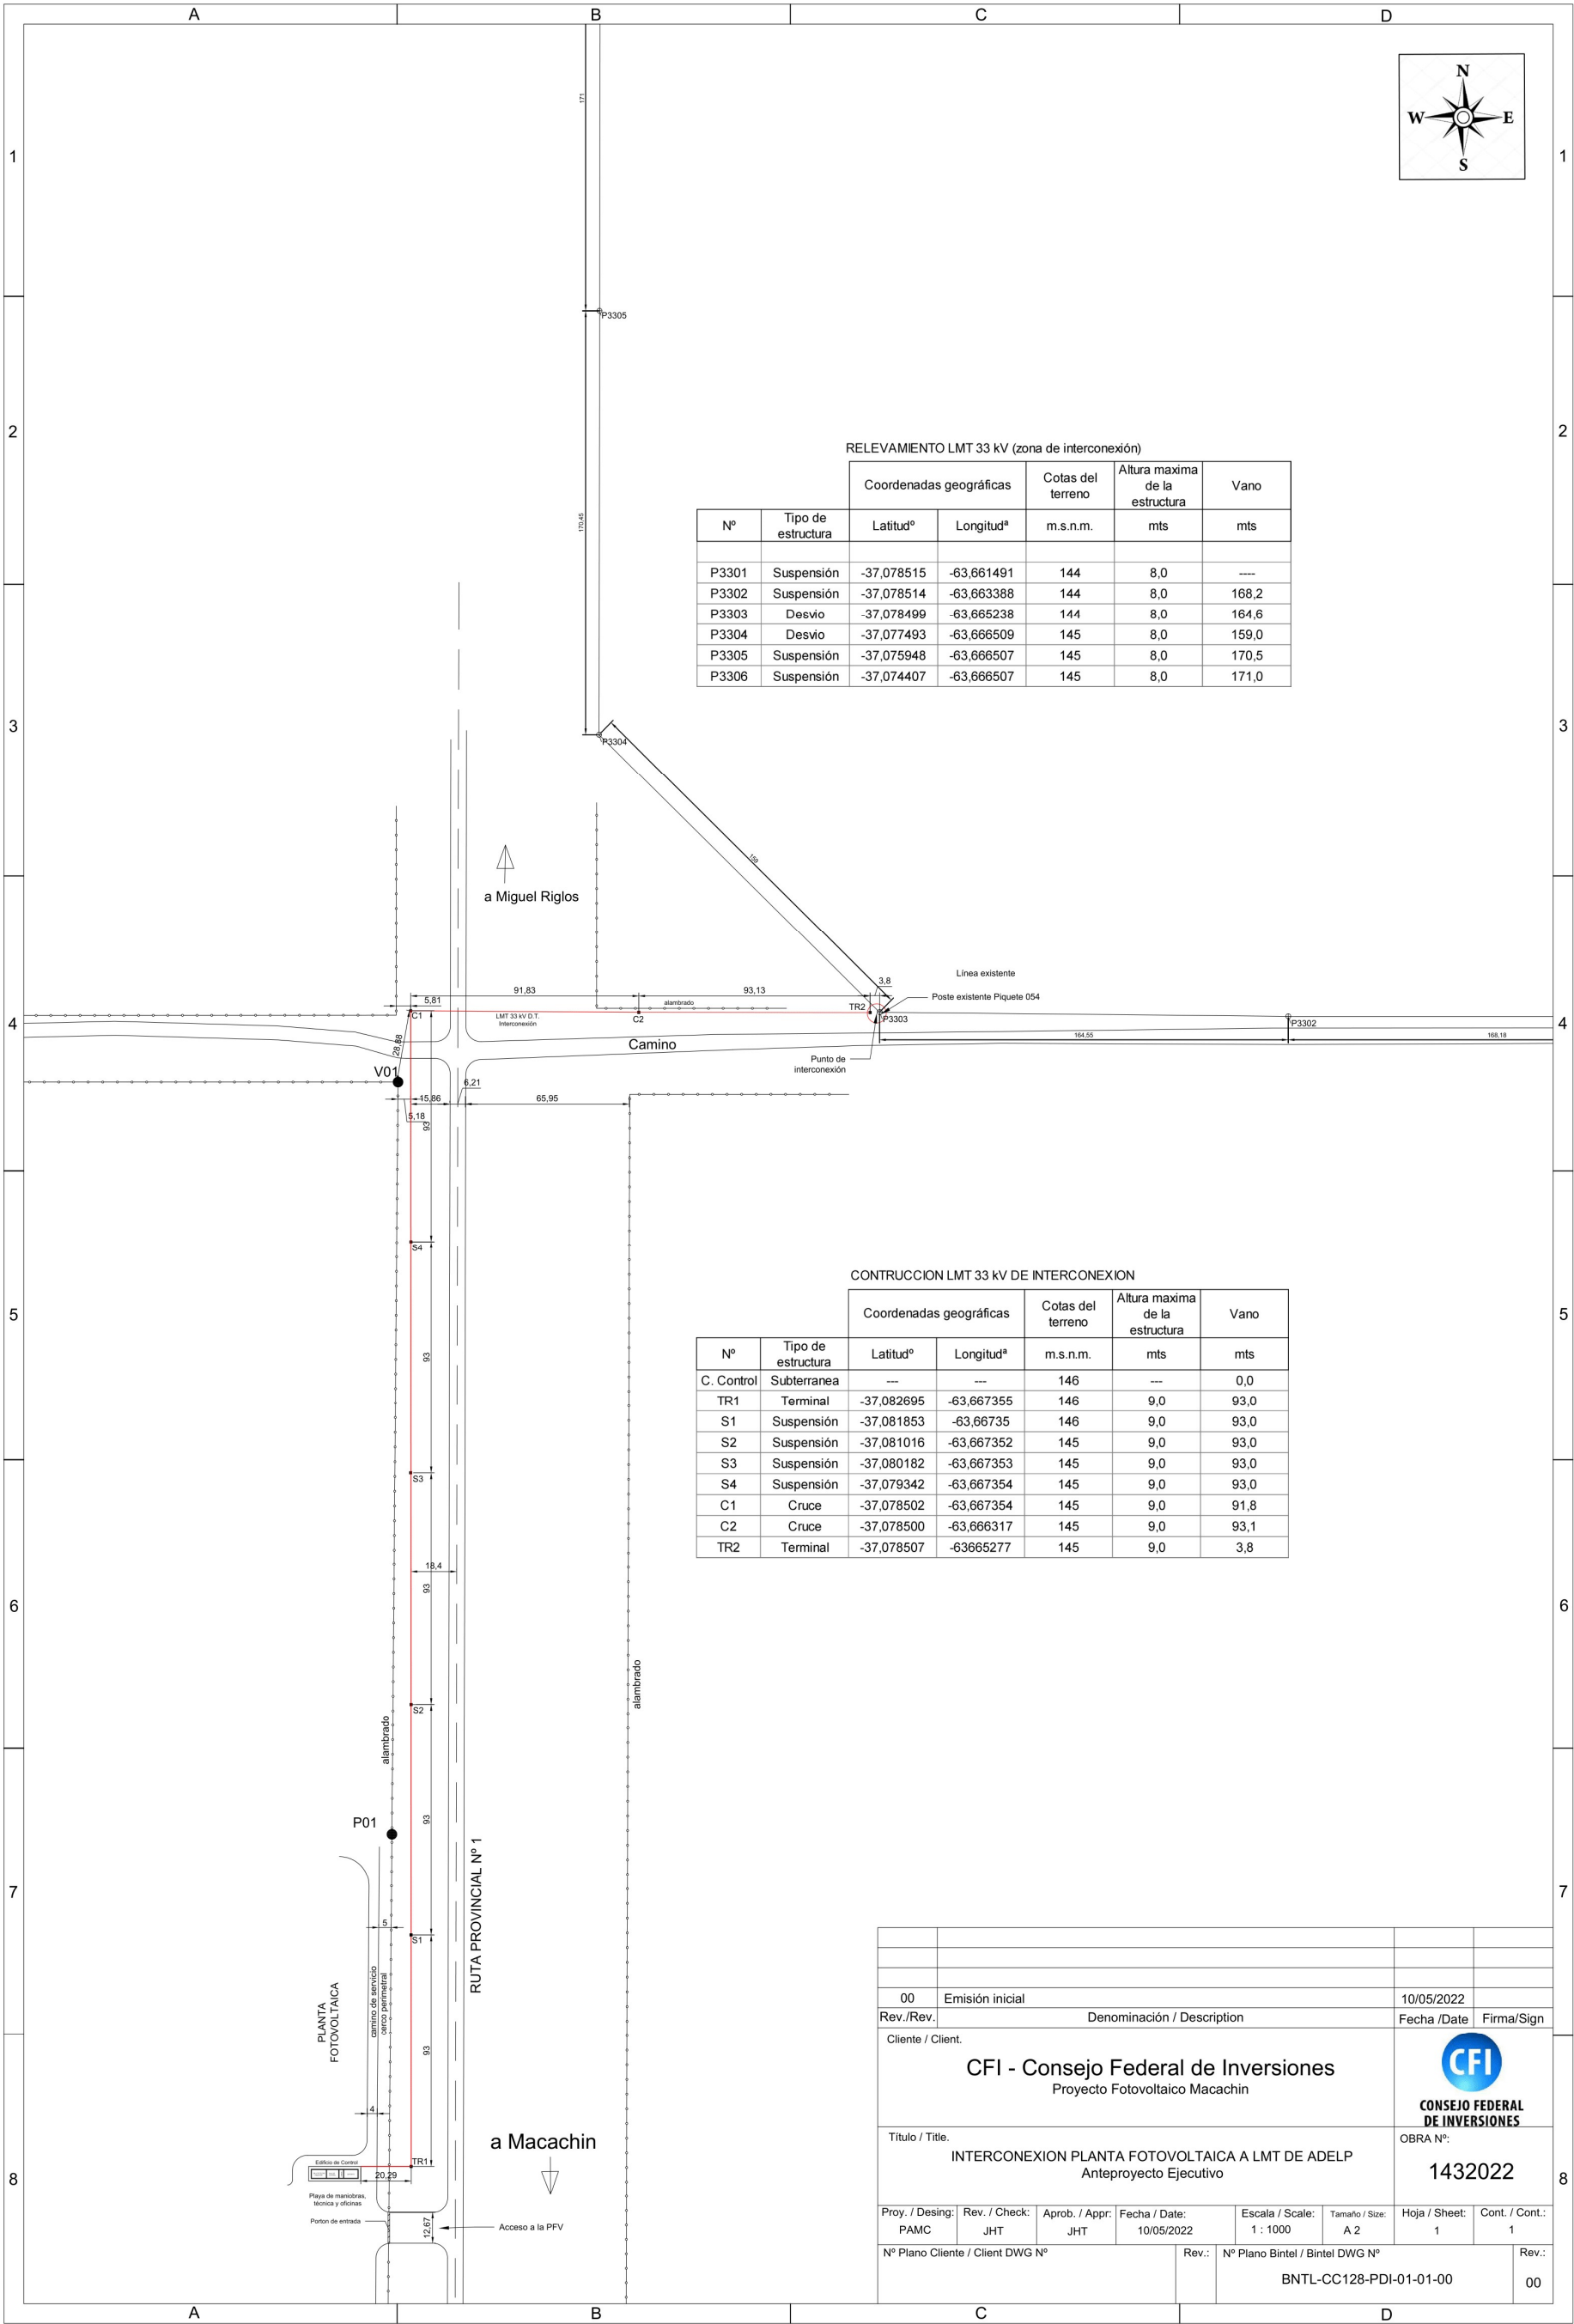 A
B
C
D
1
1
2
2
3
3
4
4
5
5
6
6
7
7
8
8
N
W
E
S
171
P3305
170,45
P3304
159
RELEVAMIENTO LMT 33 kV (zona de interconexión)
Coordenadas geográficas
Cotas del terreno
Altura maxima de la estructura
Vano
Nº Tipo de estructura Latitudº Longitudª m.s.n.m. mts mts
P3301 Suspensión -37,078515 -63,661491 144 8,0 ----
P3302 Suspensión -37,078514 -63,663388 144 8,0 168,2
P3303 Desvio -37,078499 -63,665238 144 8,0 164,6
P3304 Desvio -37,077493 -63,666509 145 8,0 159,0
P3305 Suspensión -37,075948 -63,666507 145 8,0 170,5
P3306 Suspensión -37,074407 -63,666507 145 8,0 171,0
a Miguel Riglos
Línea existente
3,8
Poste existente Piquete 054
91,83
93,13
5,81
alambrado
TR2
C1
LMT 33 kV D.T.
Interconexión
C2
P3303
P3302
28,88
Camino
164,55
168,18
Punto de
interconexión
V01
6,21
15,86
65,95
5,18
93
S4
93
S3
18,4
93
S2
alambrado
alambrado
P01
93
RUTA PROVINCIAL Nº 1
5
S1
PLANTA
FOTOVOLTAICA
camino de servicio
cerco perimetral
93
4
a Macachin
Edificio de Control
TR1
20,29
Playa de maniobras,
técnica y oficinas
Porton de entrada
12,67
Acceso a la PFV
CONTRUCCION LMT 33 kV DE INTERCONEXION
Coordenadas geográficas
Cotas del terreno
Altura maxima de la estructura
Vano
Nº Tipo de estructura Latitudº Longitudª m.s.n.m. mts mts
C. Control Subterranea --- --- 146 --- 0,0
TR1 Terminal -37,082695 -63,667355 146 9,0 93,0
S1 Suspensión -37,081853 -63,66735 146 9,0 93,0
S2 Suspensión -37,081016 -63,667352 145 9,0 93,0
S3 Suspensión -37,080182 -63,667353 145 9,0 93,0
S4 Suspensión -37,079342 -63,667354 145 9,0 93,0
C1 Cruce -37,078502 -63,667354 145 9,0 91,8
C2 Cruce -37,078500 -63,666317 145 9,0 93,1
TR2 Terminal -37,078507 -63665277 145 9,0 3,8
00 Emisión inicial 10/05/2022
Rev./Rev. Denominación / Description Fecha /Date Firma/Sign
Cliente / Client.
CFI - Consejo Federal de Inversiones
Proyecto Fotovoltaico Macachin
CFI
CONSEJO FEDERAL
DE INVERSIONES
Título / Title.
INTERCONEXION PLANTA FOTOVOLTAICA A LMT DE ADELP
Anteproyecto Ejecutivo
OBRA Nº:
1432022
Proy. / Desing: Rev. / Check: Aprob. / Appr: Fecha / Date: Escala / Scale: Tamaño / Size: Hoja / Sheet: Cont. / Cont.:
PAMC JHT JHT 10/05/2022 1 : 1000 A 2 1 1
Nº Plano Cliente / Client DWG Nº Rev.: Nº Plano Bintel / Bintel DWG Nº Rev.:
BNTL-CC128-PDI-01-01-00 00
A
B
C
D